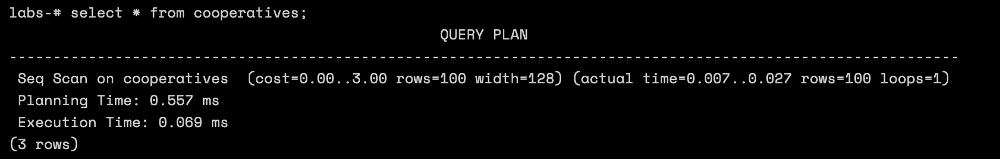 labs-# select * from cooperatives;
QUERY PLAN
------------------------------------------------------------------------------------------------------------
Seq Scan on cooperatives  (cost=0.00..3.00 rows=100 width=128) (actual time=0.007..0.027 rows=100 loops=1)
Planning Time: 0.557 ms
Execution Time: 0.069 ms
(3 rows)